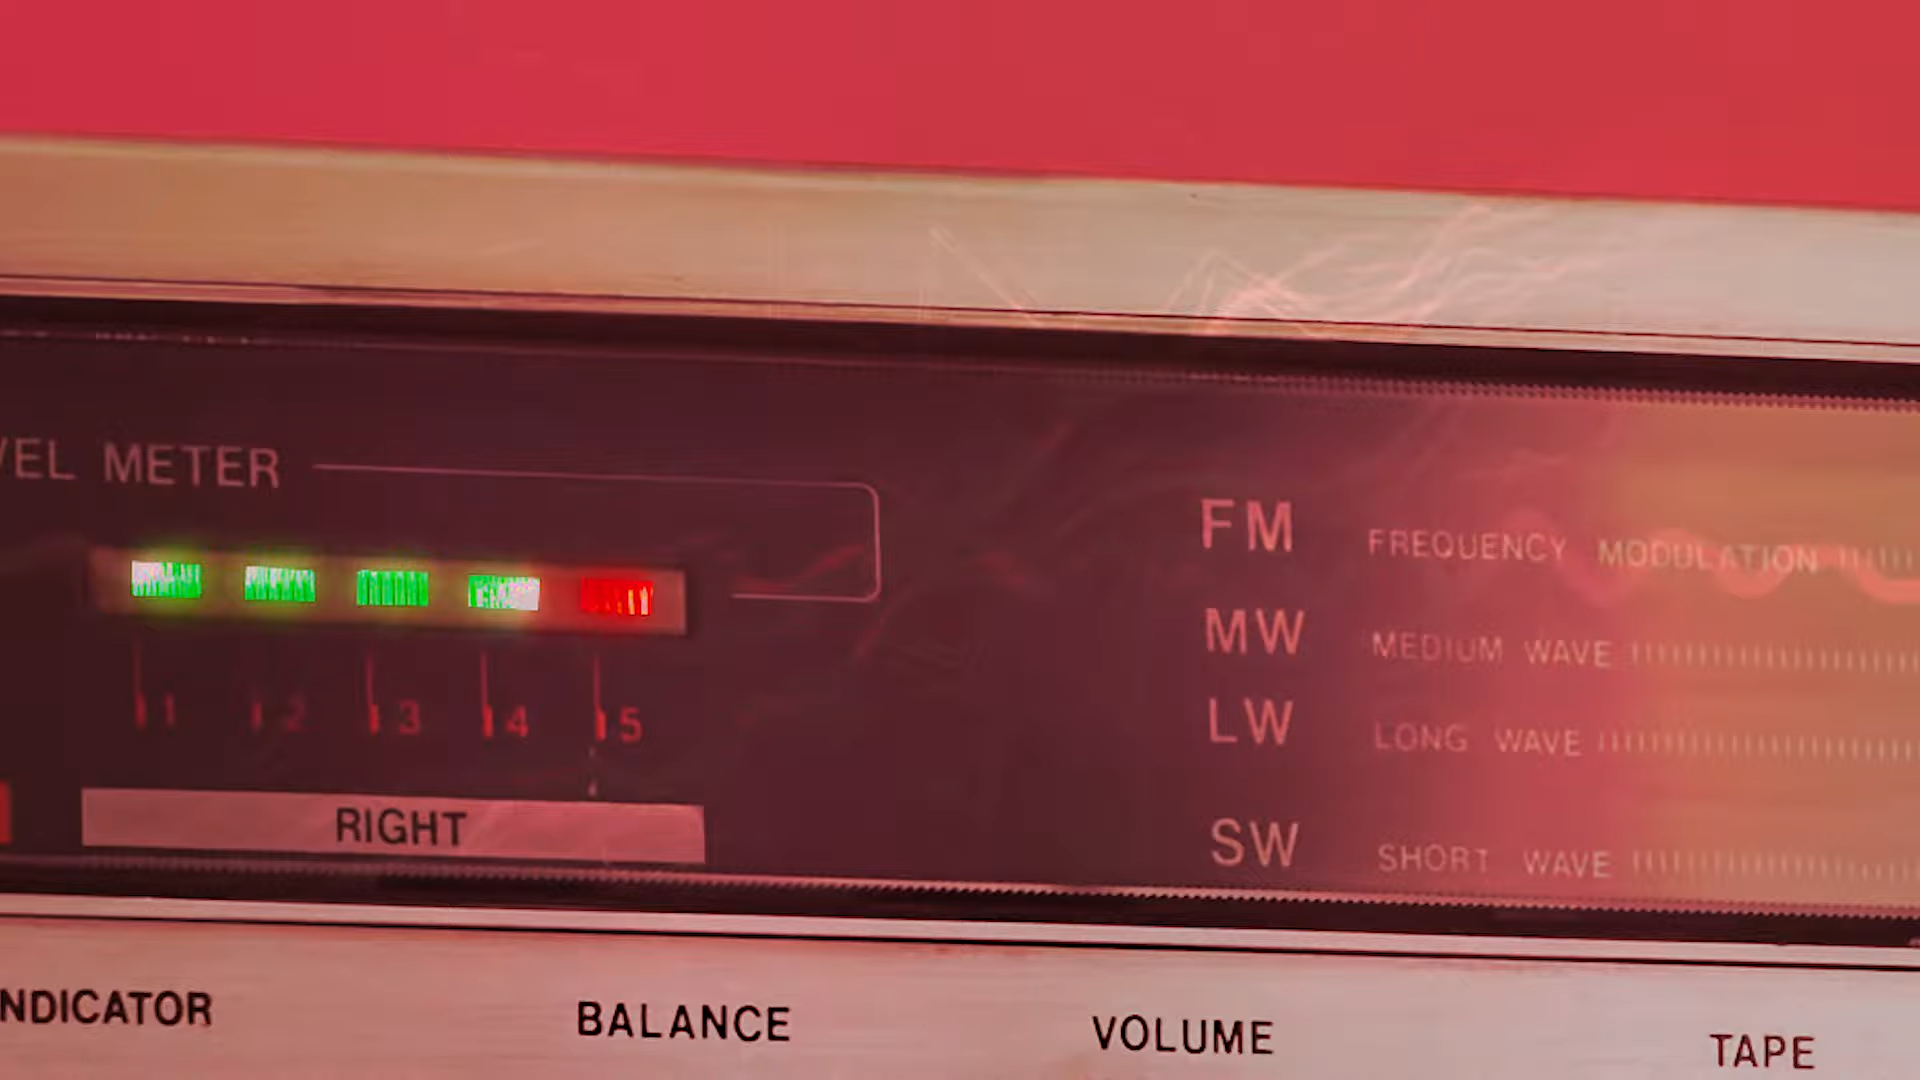 VEL METER
1 2 3 4 5
RIGHT
FM FREQUENCY MODULATION
MW MEDIUM WAVE
LW LONG WAVE
SW SHORT WAVE
NDICATOR
BALANCE
VOLUME
TAPE